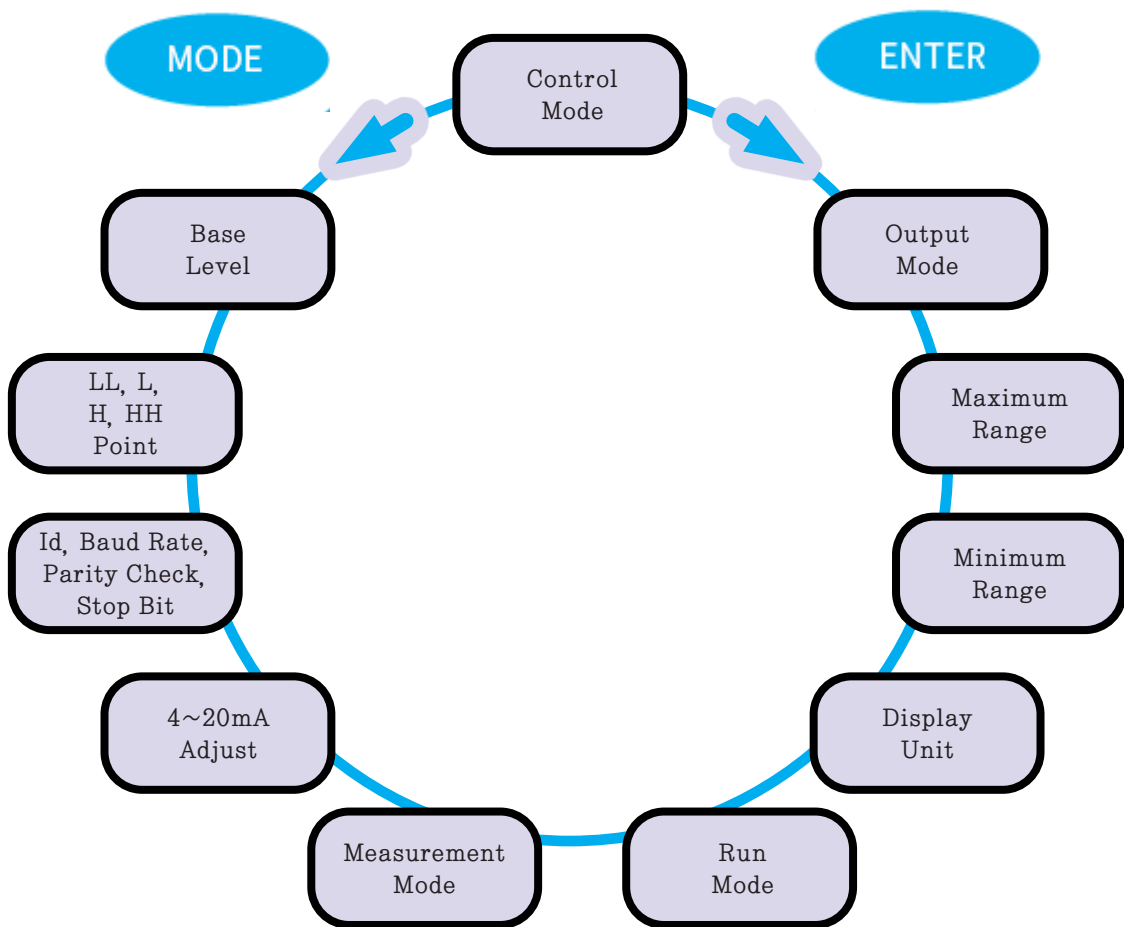 MODE
ENTER
Control
Mode
Base
Level
Output
Mode
LL, L,
H, HH
Point
Maximum
Range
Id, Baud Rate,
Parity Check,
Stop Bit
Minimum
Range
4~20mA
Adjust
Display
Unit
Measurement
Mode
Run
Mode